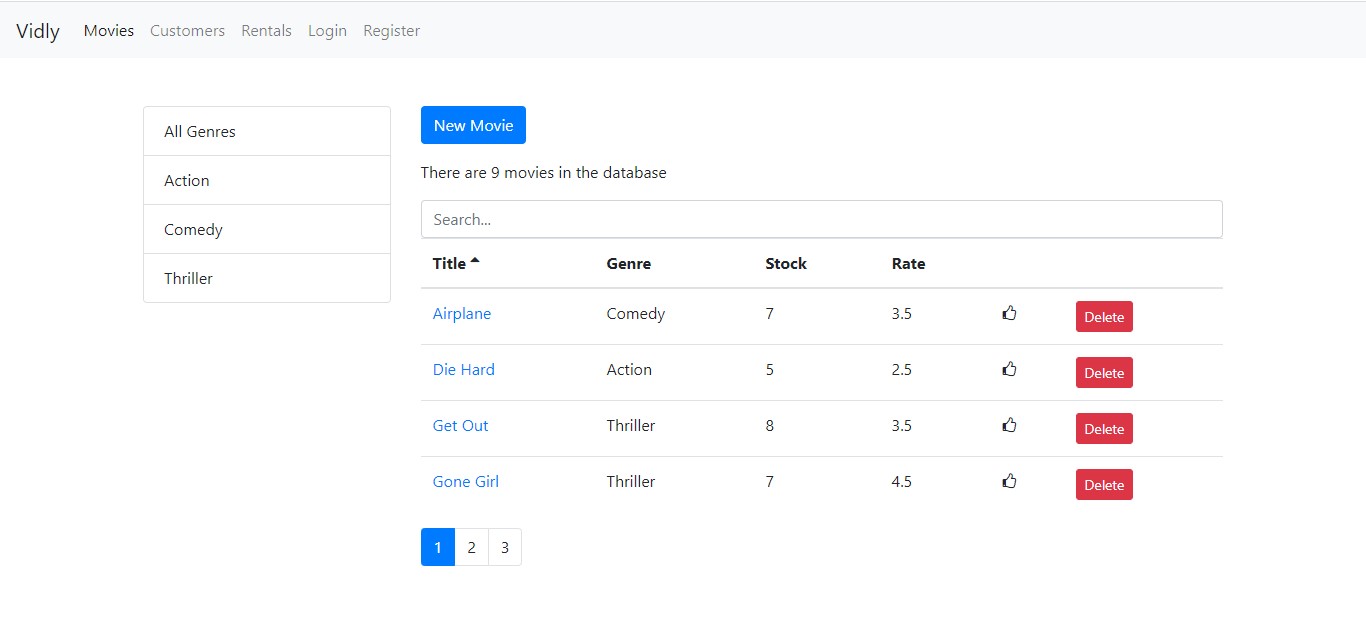 Vidly Movies Customers Rentals Login Register
All Genres
Action
Comedy
Thriller
New Movie
There are 9 movies in the database
Search...
Title Genre Stock Rate
Airplane Comedy 7 3.5 Delete
Die Hard Action 5 2.5 Delete
Get Out Thriller 8 3.5 Delete
Gone Girl Thriller 7 4.5 Delete
1 2 3